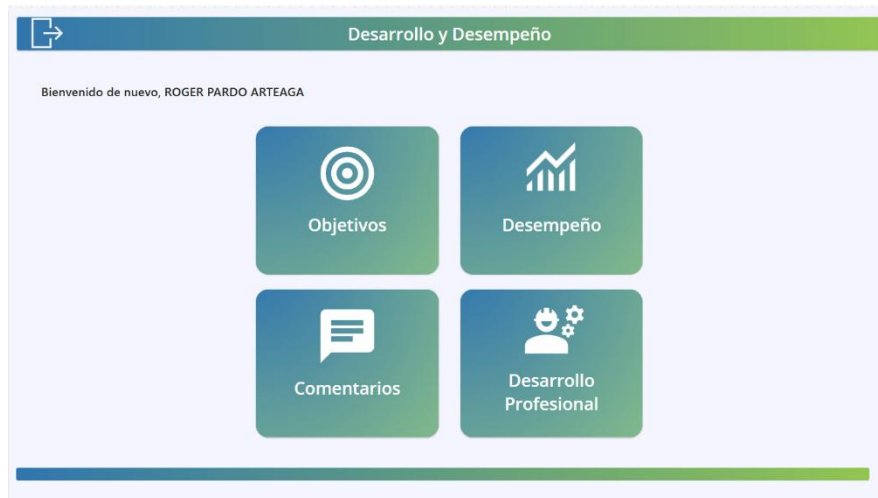 Desarrollo y Desempeño
Bienvenido de nuevo, ROGER PARDO ARTEAGA
Objetivos
Desempeño
Comentarios
Desarrollo
Profesional